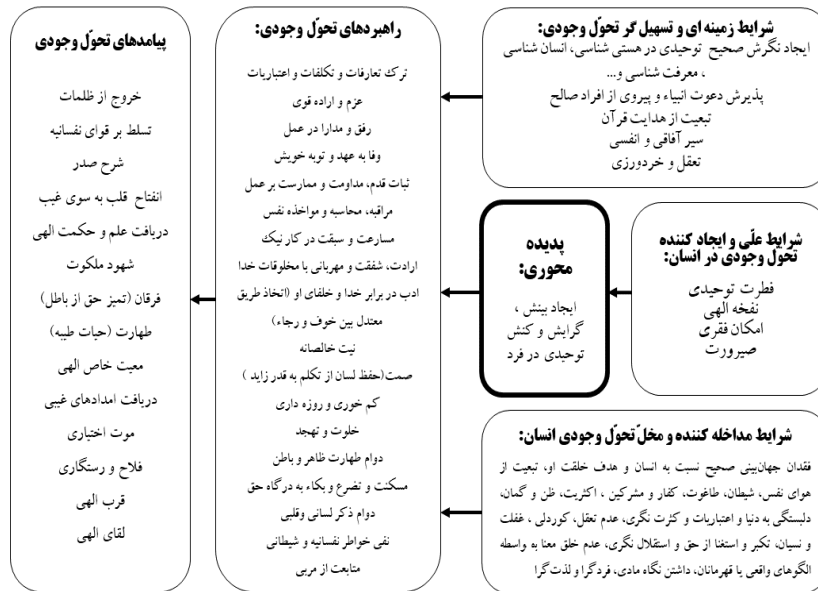 شرایط زمینه ای و تسهیل گر تحوّل وجودی:
ایجاد نگرش صحیح توحیدی در هستی شناسی، انسان شناسی
، معرفت شناسی و...
پذیرش دعوت انبیاء و پیروی از افراد صالح
تبعیت از هدایت قرآن
سیر آفاقی و انفسی
تعقل و خردورزی
شرایط علّی و ایجاد کننده
تحوّل وجودی در انسان:
فطرت توحیدی
نفخه الهی
امکان فقری
صیرورت
پدیده
محوری:
ایجاد بینش ،
گرایش و کنش
توحیدی در فرد
شرایط مداخله کننده و مخلّ تحوّل وجودی انسان:
فقدان جهان‌بینی صحیح نسبت به انسان و هدف خلقت او، تبعیت از
هوای نفس، شیطان، طاغوت، کفار و مشرکین ، اکثریت، ظن و گمان،
دلبستگی به دنیا و اعتباریات و کثرت نگری، عدم تعقل، کوردلی ، غفلت
و نسیان، تکبر و استغنا از حق و استقلال نگری، عدم خلق معنا به واسطه
الگوهای واقعی یا قهرمانان، داشتن نگاه مادی، فردگرا و لذت گرا
راهبردهای تحوّل وجودی:
ترک تعارفات و تکلفات و اعتباریات
عزم و اراده قوی
رفق و مدارا در عمل
وفا به عهد و توبه خویش
ثبات قدم، مداومت و ممارست بر عمل
مراقبه، محاسبه و مواخذه نفس
مسارعت و سبقت در کار نیک
ارادت، شفقت و مهربانی با مخلوقات خدا
ادب در برابر خدا و خلفای او (اتخاذ طریق
معتدل بین خوف و رجاء)
نیت خالصانه
صمت(حفظ لسان از تکلم به قدر زاید )
کم خوری و روزه داری
خلوت و تهجد
دوام طهارت ظاهر و باطن
مسکنت و تضرع و بکاء به درگاه حق
دوام ذکر لسانی وقلبی
نفی خواطر نفسانیه و شیطانی
متابعت از مربی
پیامدهای تحوّل وجودی
خروج از ظلمات
تسلط بر قوای نفسانیه
شرح صدر
انفتاح قلب به سوی غیب
دریافت علم و حکمت الهی
شهود ملکوت
فرقان (تمیز حق از باطل)
طهارت (حیات طیبه)
معیت خاص الهی
دریافت امدادهای غیبی
موت اختیاری
فلاح و رستگاری
قرب الهی
لقای الهی